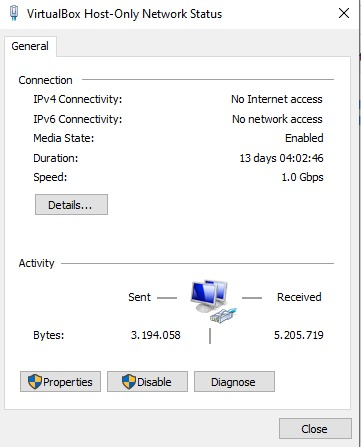 VirtualBox Host-Only Network Status
General
Connection
IPv4 Connectivity: No Internet access
IPv6 Connectivity: No network access
Media State: Enabled
Duration: 13 days 04:02:46
Speed: 1.0 Gbps
Details...
Activity
Sent Received
Bytes: 3.194.058 5.205.719
Properties Disable Diagnose
Close